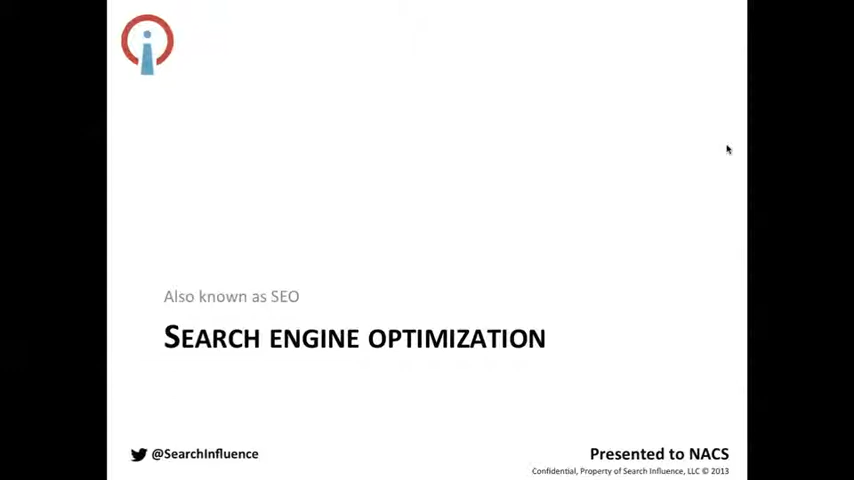 Also known as SEO
SEARCH ENGINE OPTIMIZATION
@SearchInfluence
Presented to NACS
Confidential, Property of Search Influence, LLC © 2013